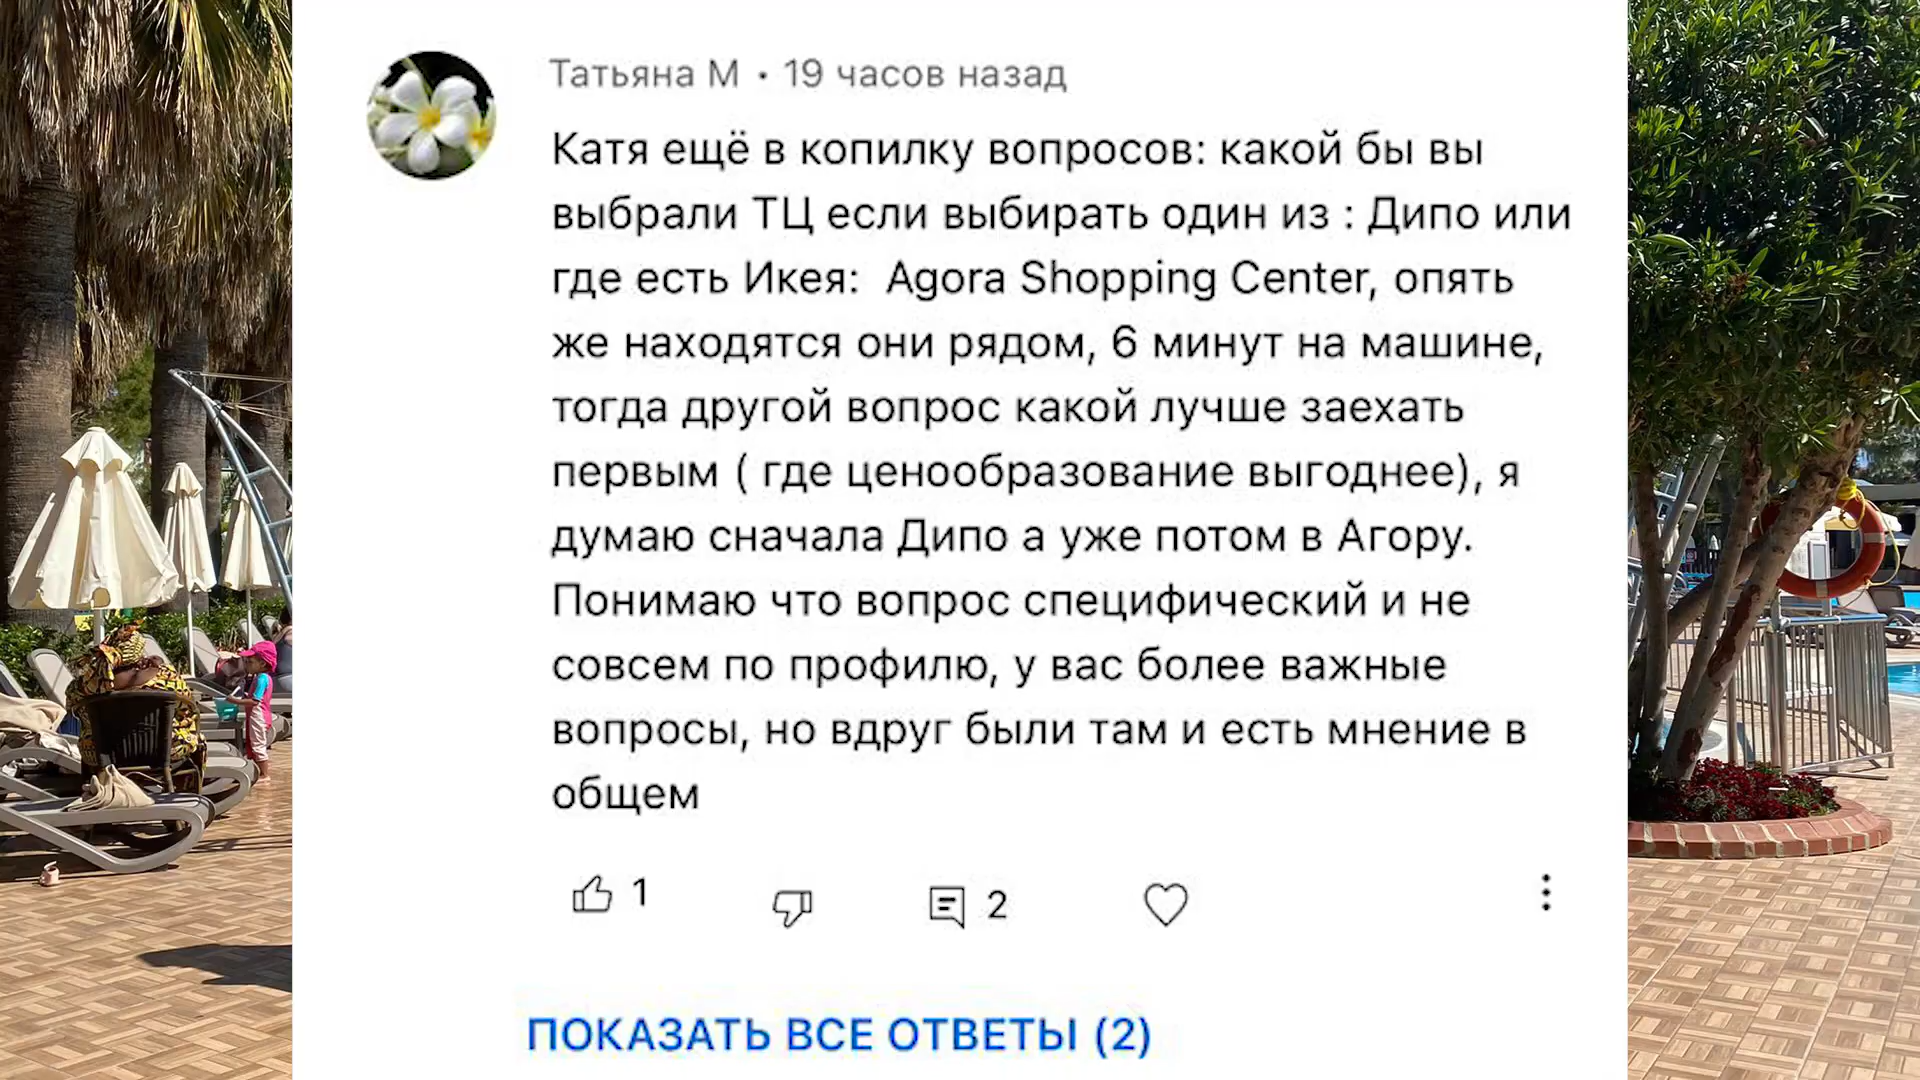 Татьяна М • 19 часов назад
Катя ещё в копилку вопросов: какой бы вы
выбрали ТЦ если выбирать один из : Дипо или
где есть Икея:  Agora Shopping Center, опять
же находятся они рядом, 6 минут на машине,
тогда другой вопрос какой лучше заехать
первым ( где ценообразование выгоднее), я
думаю сначала Дипо а уже потом в Агору.
Понимаю что вопрос специфический и не
совсем по профилю, у вас более важные
вопросы, но вдруг были там и есть мнение в
общем
1
2
ПОКАЗАТЬ ВСЕ ОТВЕТЫ (2)